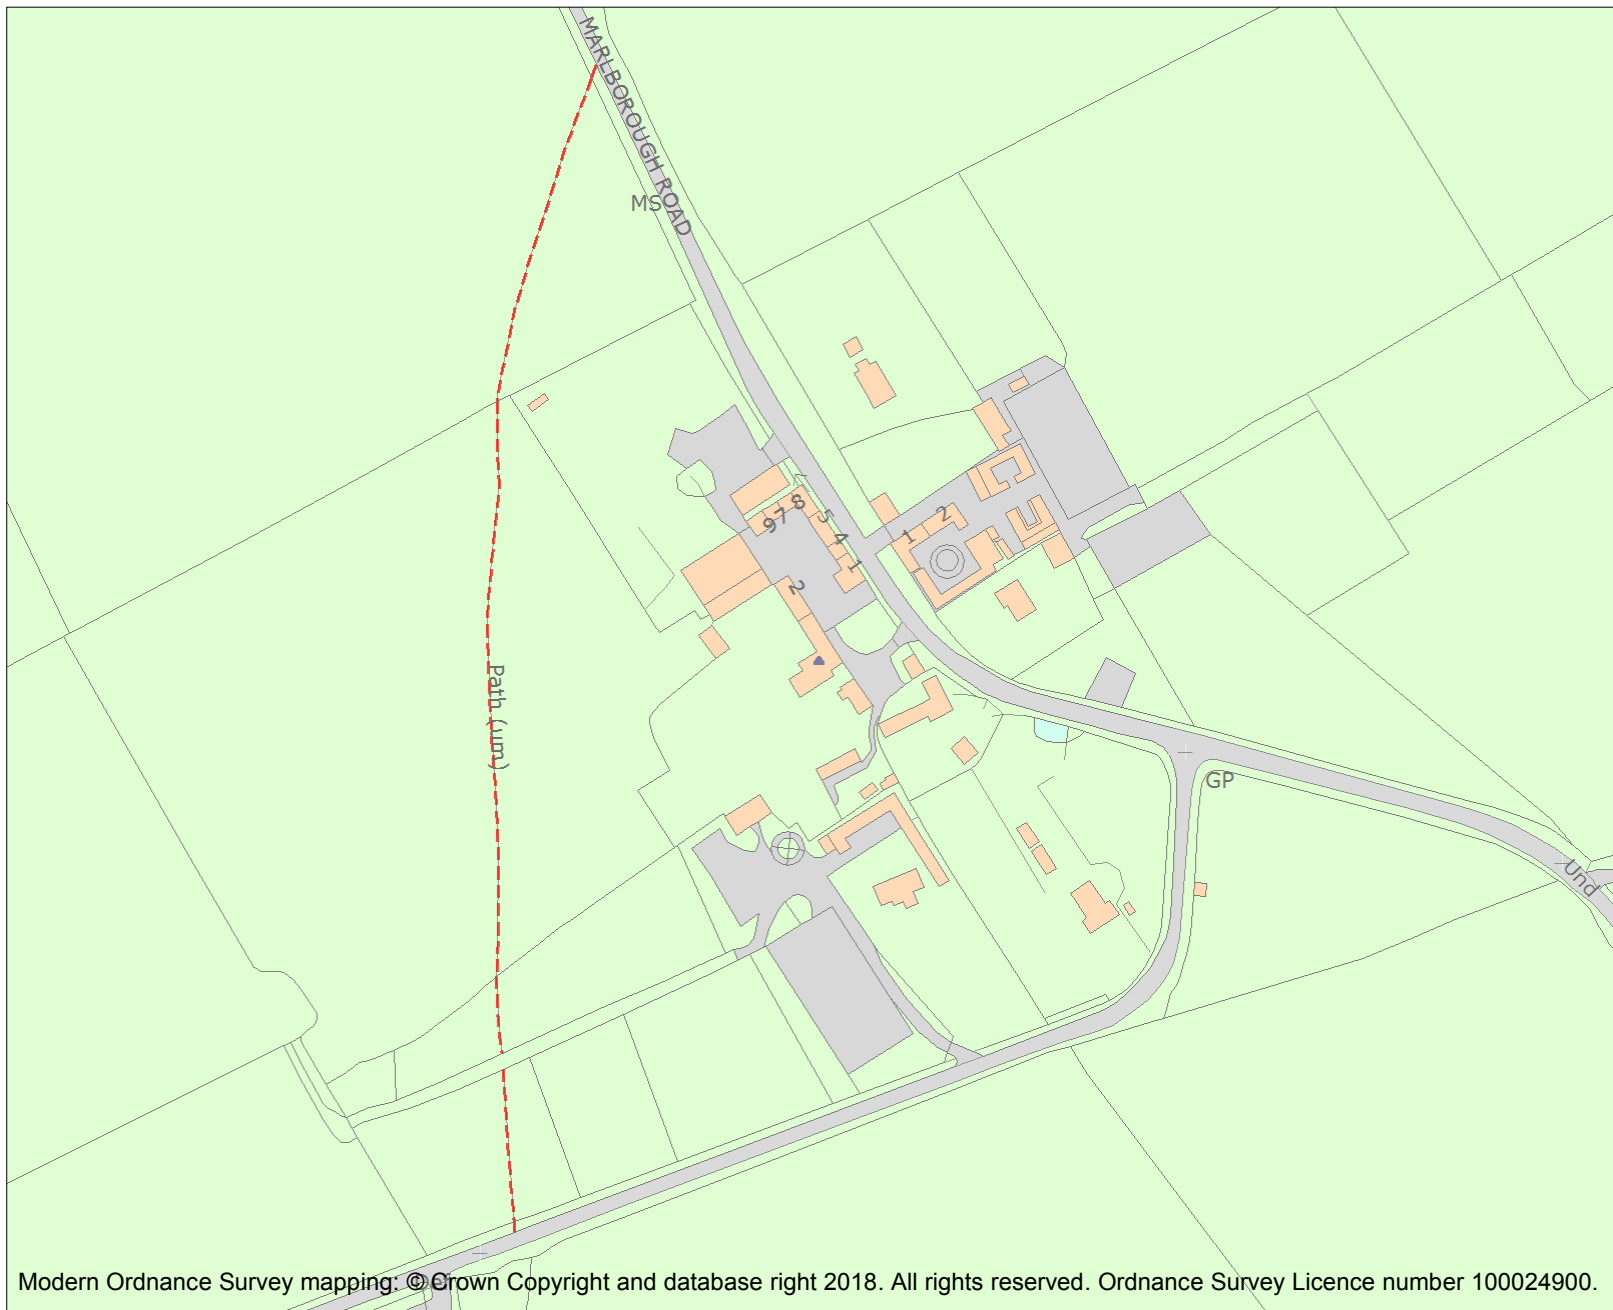 MARLBOROUGH ROAD
MS
8
9 7
5
4
1
2
1
2
Path (um)
GP
Und
Modern Ordnance Survey mapping: © Crown Copyright and database right 2018. All rights reserved. Ordnance Survey Licence number 100024900.